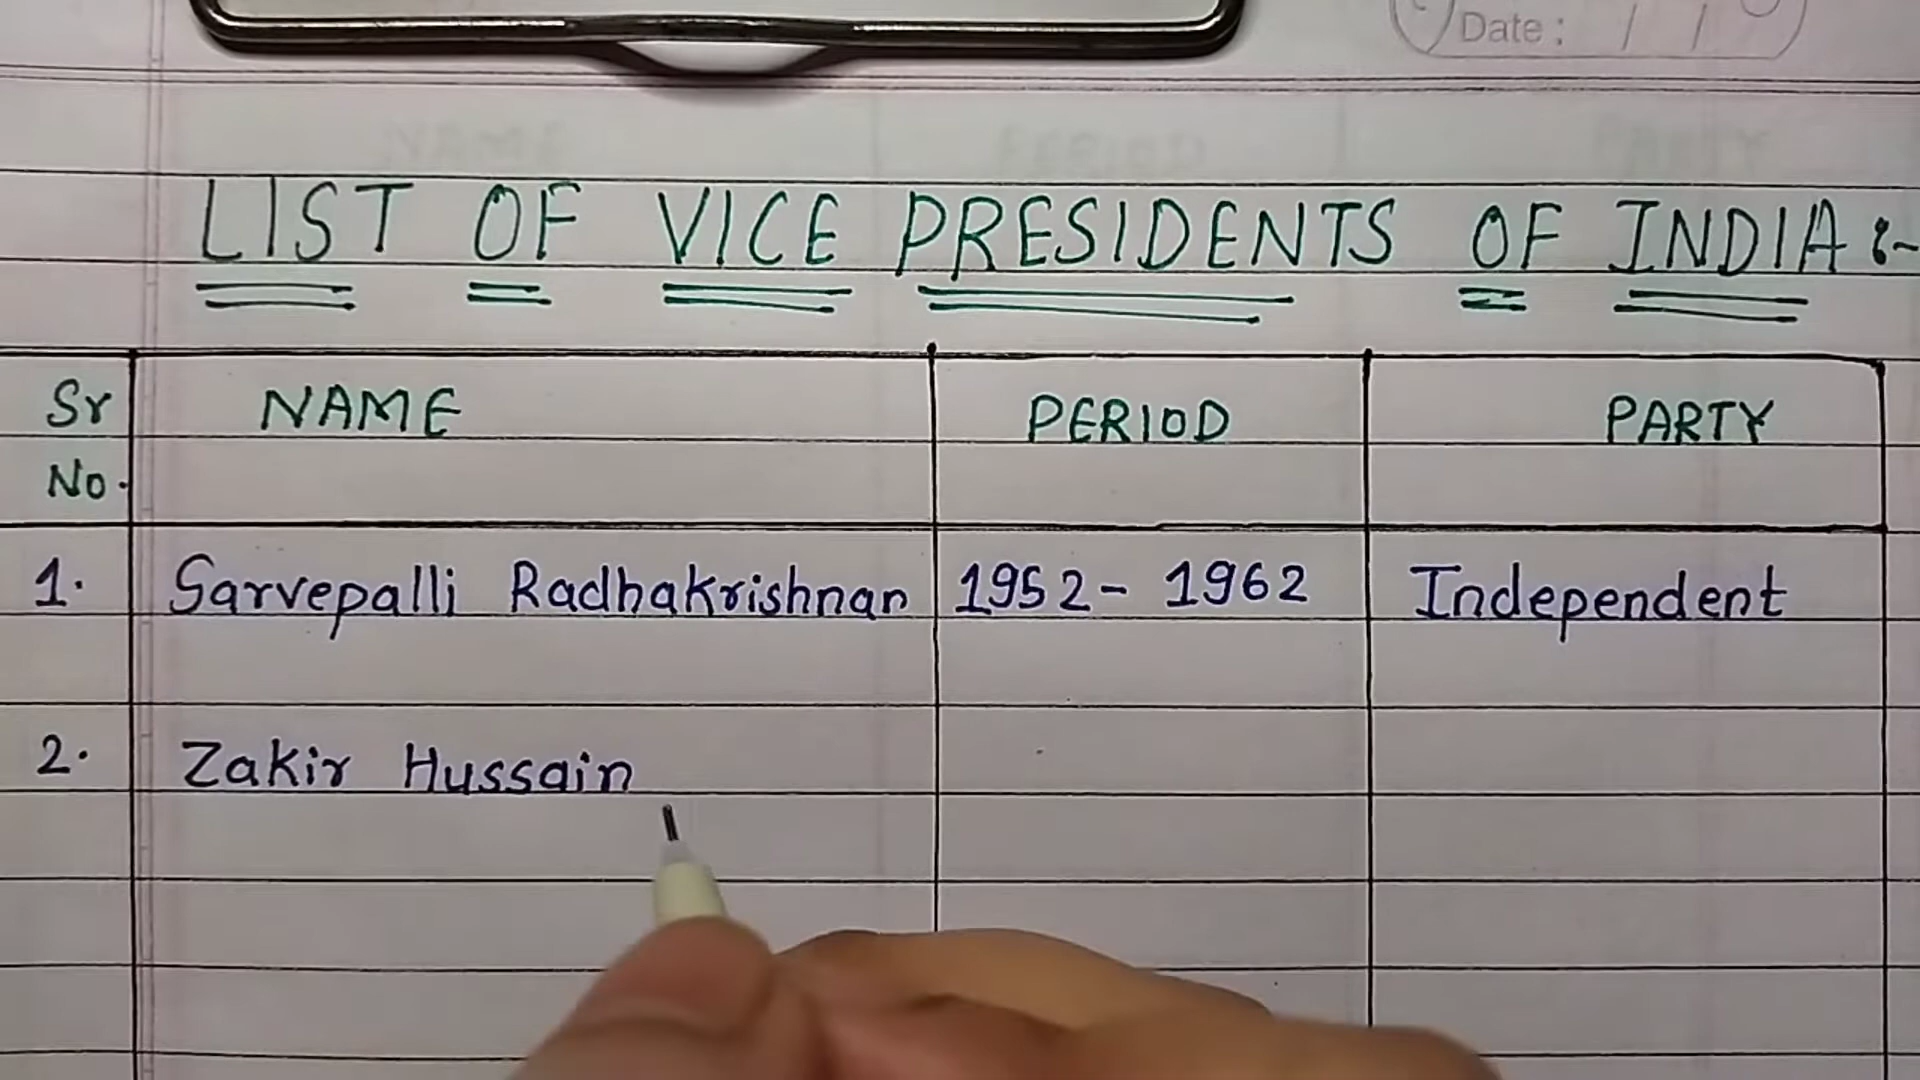 Date : / /
LIST OF VICE PRESIDENTS OF INDIA :-
Sr No. NAME PERIOD PARTY
1. Sarvepalli Radhakrishnan 1952 - 1962 Independent
2. Zakir Hussain